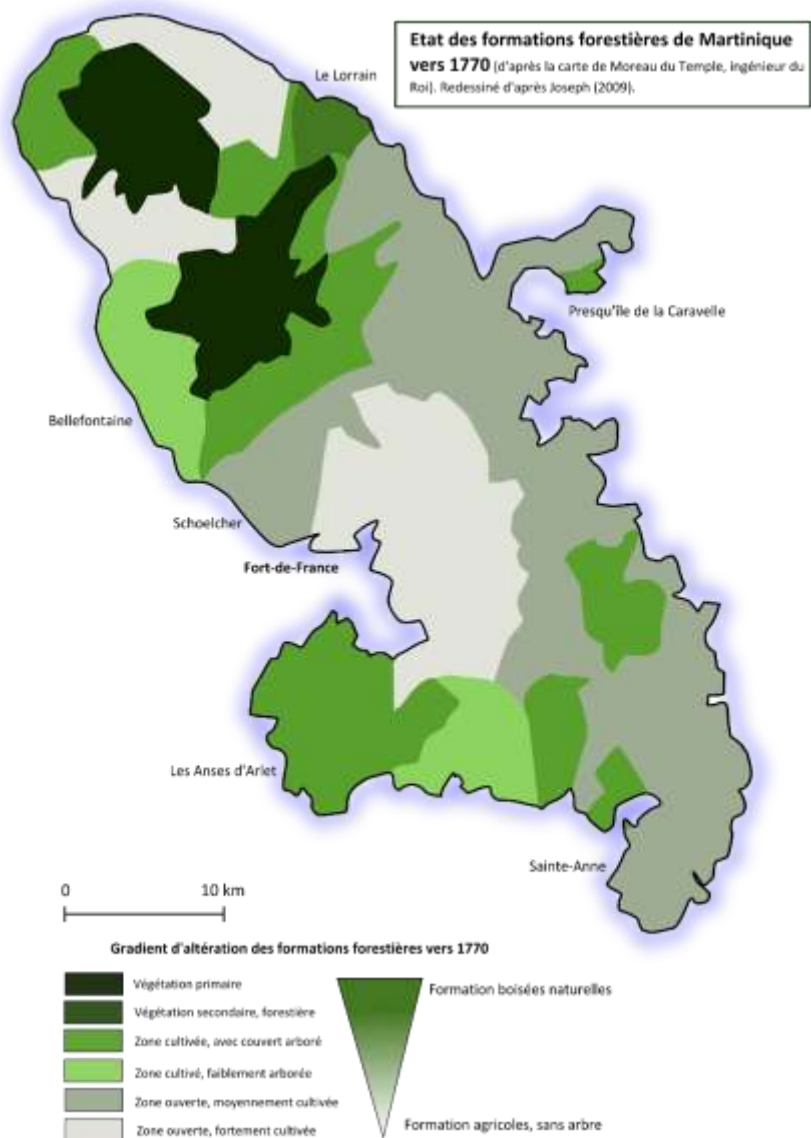 Etat des formations forestières de Martinique
vers 1770 (d'après la carte de Moreau du Temple, ingénieur du
Roi). Redessiné d'après Joseph (2009).
Le Lorrain
Presqu'île de la Caravelle
Bellefontaine
Schoelcher
Fort-de-France
Les Anses d'Arlet
Sainte-Anne
0 10 km
Gradient d'altération des formations forestières vers 1770
Végétation primaire
Végétation secondaire, forestière
Zone cultivée, avec couvert arboré
Zone cultivé, faiblement arborée
Zone ouverte, moyennement cultivée
Zone ouverte, fortement cultivée
Formation boisées naturelles
Formation agricoles, sans arbre